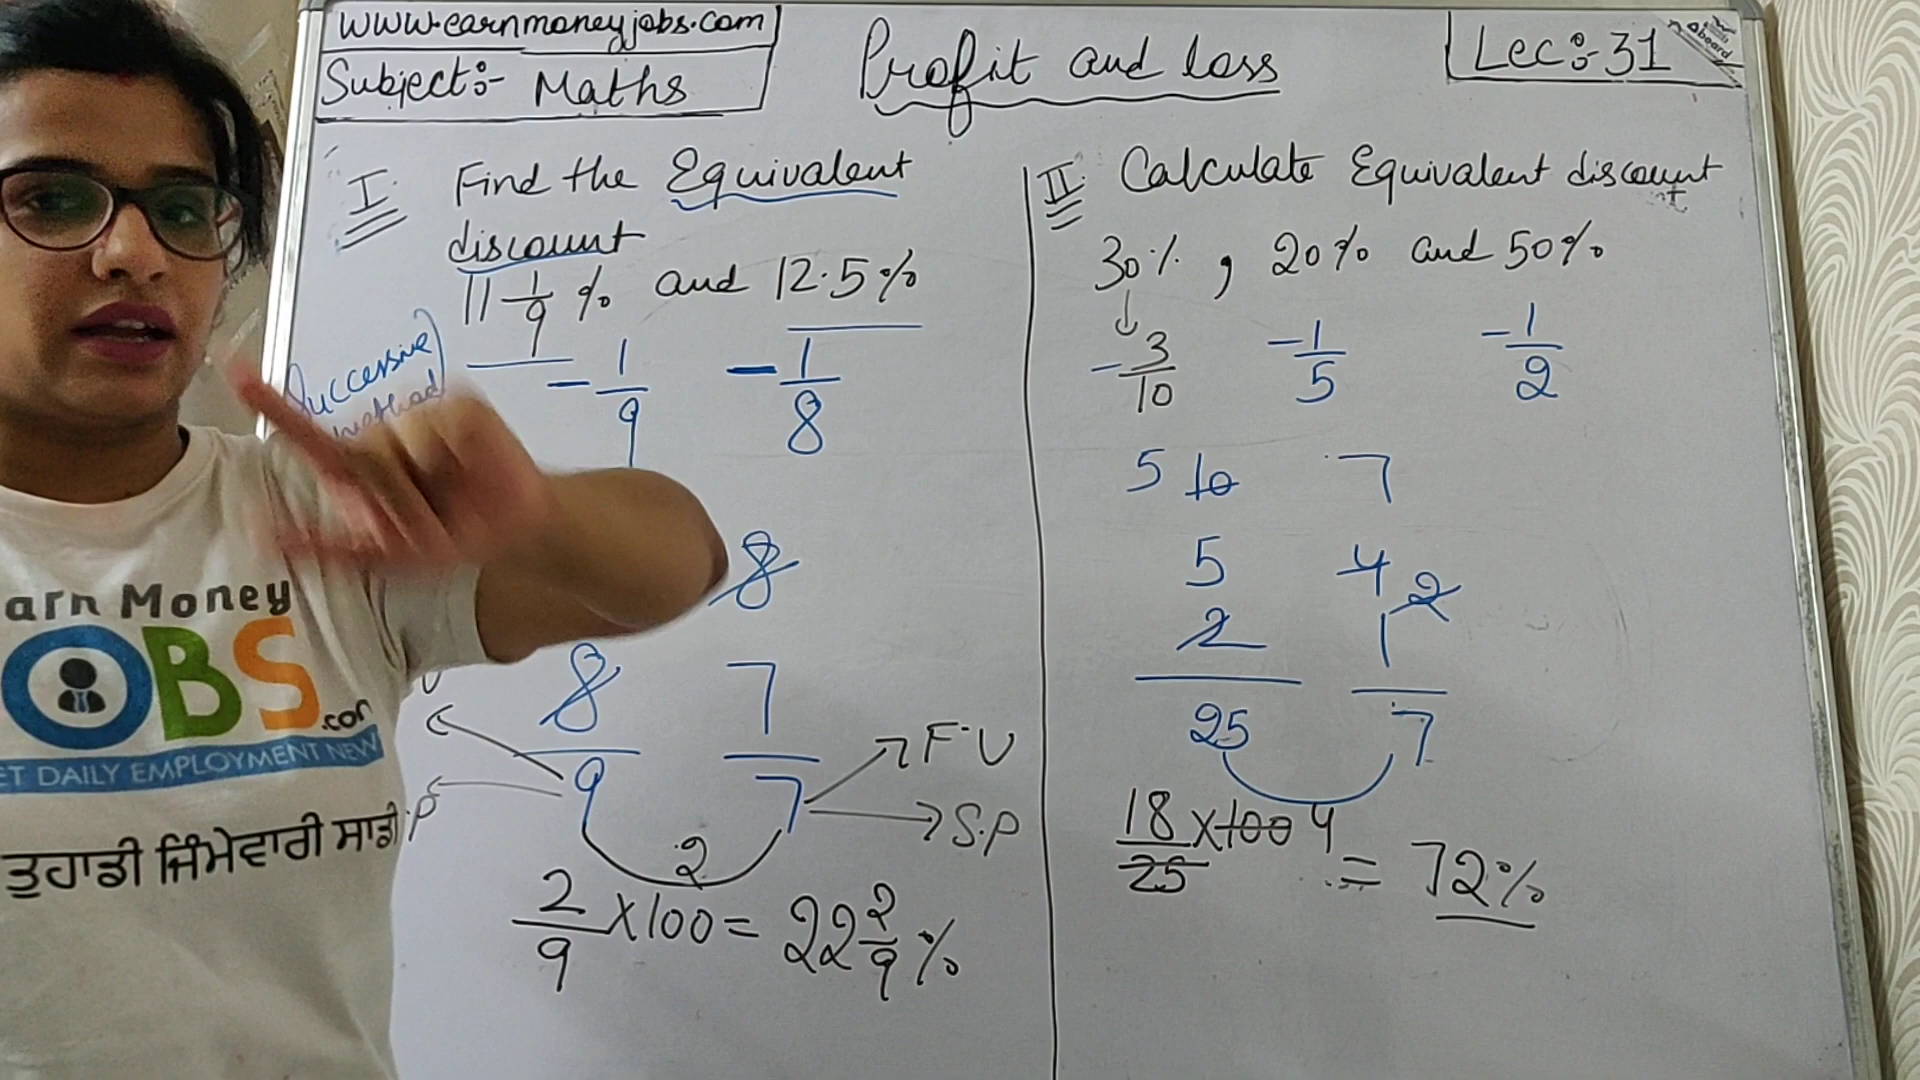 www.earnmoneyjobs.com
Subject:- Maths
Profit and loss
Lec:-31
I. Find the Equivalent
discount
11 1/9 % and 12.5%
Successive
method
-1/9 -1/8
8
8 7
9 7
F.V
S.P
2
2/9 x100= 22 2/9 %
II. Calculate Equivalent discount
30%, 20% and 50%
-3/10 -1/5 -1/2
5 10 7
5 4 2
2 1
25 7
18/25 x100 4 = 72%
arn Money
OBS
.com
ET DAILY EMPLOYMENT NEW
ਤੁਹਾਡੀ ਜਿੰਮੇਵਾਰੀ ਸਾਡੀ